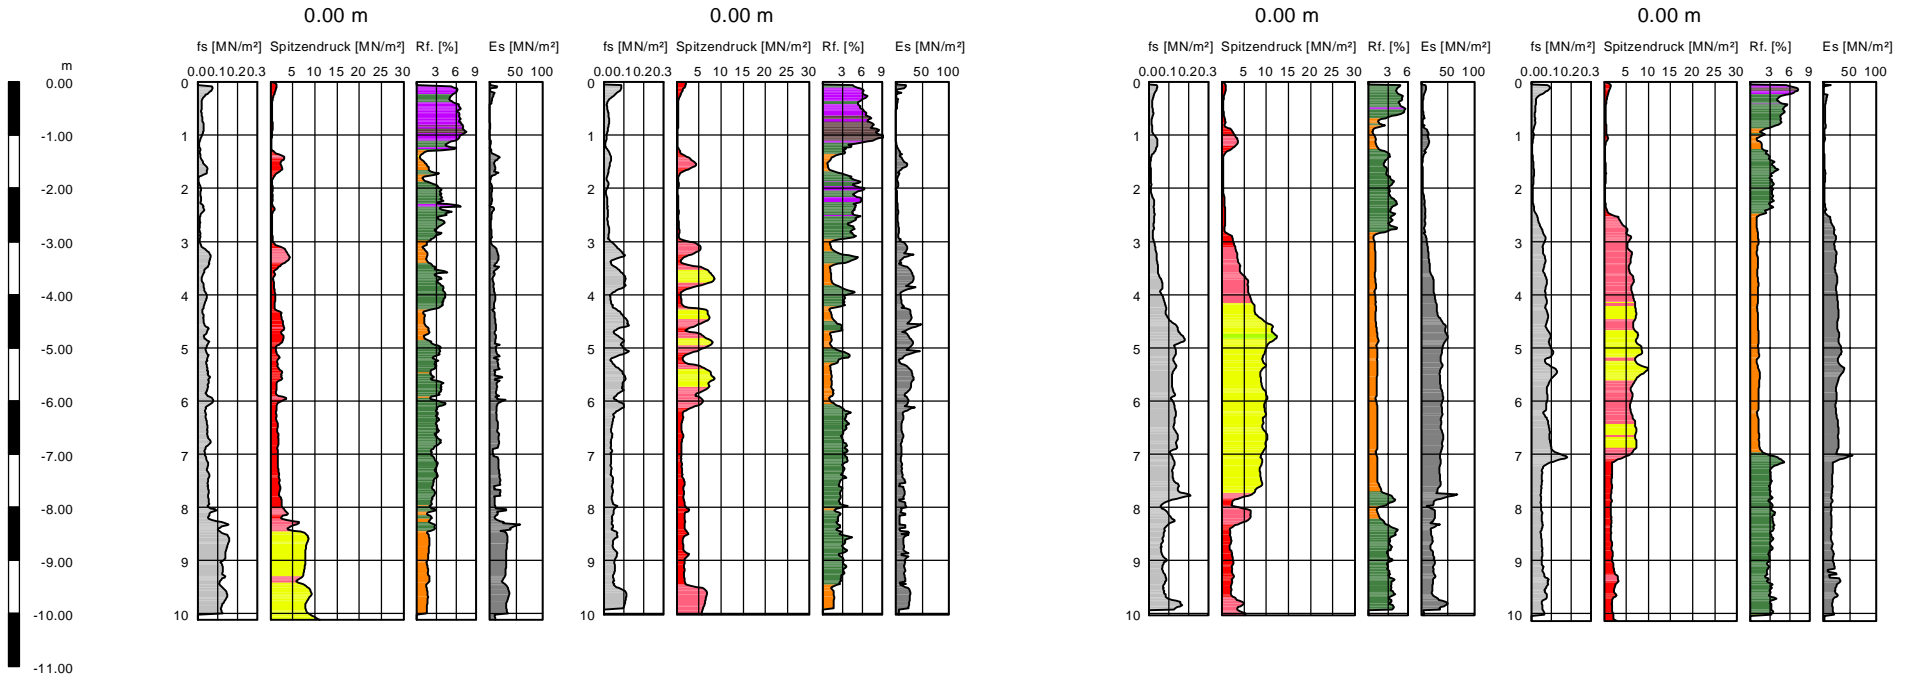 0.00 m 0.00 m 0.00 m 0.00 m
fs [MN/m²] Spitzendruck [MN/m²] Rf. [%] Es [MN/m²] fs [MN/m²] Spitzendruck [MN/m²] Rf. [%] Es [MN/m²] fs [MN/m²] Spitzendruck [MN/m²] Rf. [%] Es [MN/m²] fs [MN/m²] Spitzendruck [MN/m²] Rf. [%] Es [MN/m²]
m
0.00.10.20.3 5 10 15 20 25 30 3 6 9 50 100 0.00.10.20.3 5 10 15 20 25 30 3 6 9 50 100 0.00.10.20.3 5 10 15 20 25 30 3 6 50 100 0.00.10.20.3 5 10 15 20 25 30 3 6 9 50 100
0.00 0 0 0 0
-1.00 1 1 1 1
-2.00 2 2 2 2
-3.00 3 3 3 3
-4.00 4 4 4 4
-5.00 5 5 5 5
-6.00 6 6 6 6
-7.00 7 7 7 7
-8.00 8 8 8 8
-9.00 9 9 9 9
-10.00 10 10 10 10
-11.00